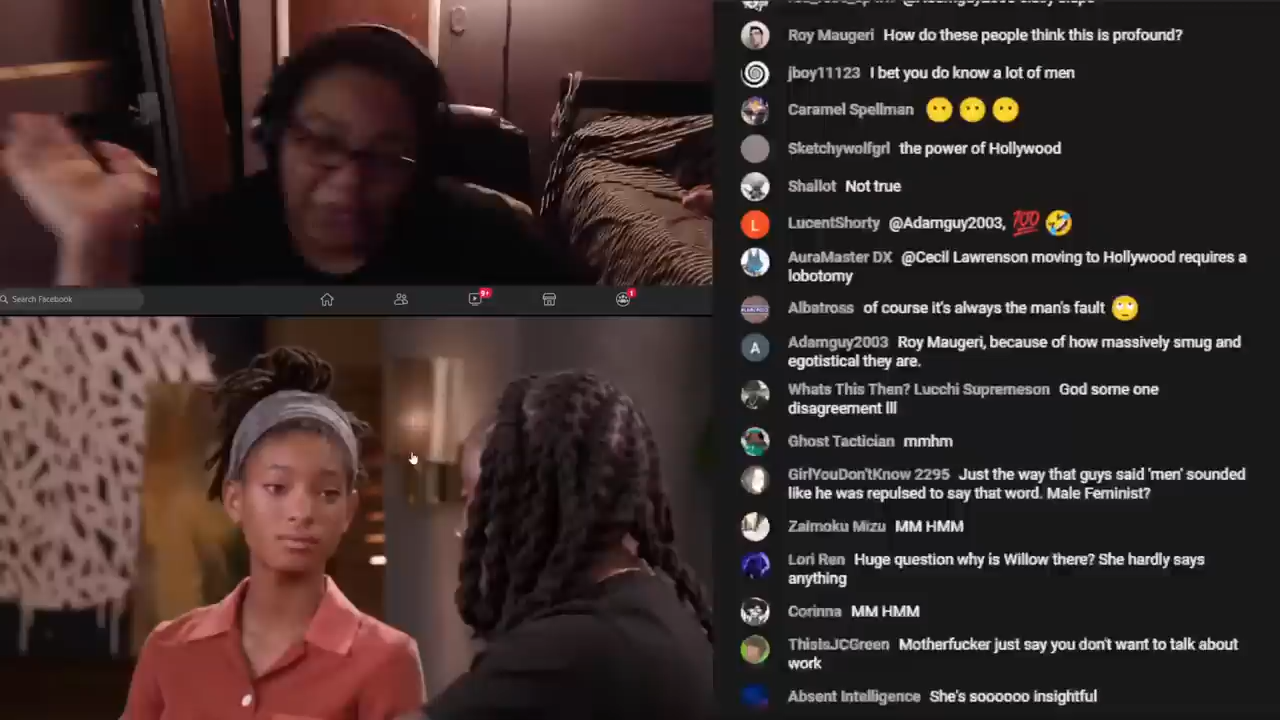 Roy Maugeri How do these people think this is profound?
jboy11123 I bet you do know a lot of men
Caramel Spellman 😶 😶 😶
Sketchywolfgrl the power of Hollywood
Shallot Not true
L LucentShorty @Adamguy2003, 💯 🤣
AuraMaster DX @Cecil Lawrenson moving to Hollywood requires a
lobotomy
Search Facebook 9+ 1
Albatross of course it's always the man's fault 🙄
A Adamguy2003 Roy Maugeri, because of how massively smug and
egotistical they are.
Whats This Then? Lucchi Supremeson God some one
disagreement lll
Ghost Tactician mmhm
GirlYouDon'tKnow 2295 Just the way that guys said 'men' sounded
like he was repulsed to say that word. Male Feminist?
Zaimoku Mizu MM HMM
Lori Ren Huge question why is Willow there? She hardly says
anything
Corinna MM HMM
ThisIsJCGreen Motherfucker just say you don't want to talk about
work
Absent Intelligence She's soooooo insightful